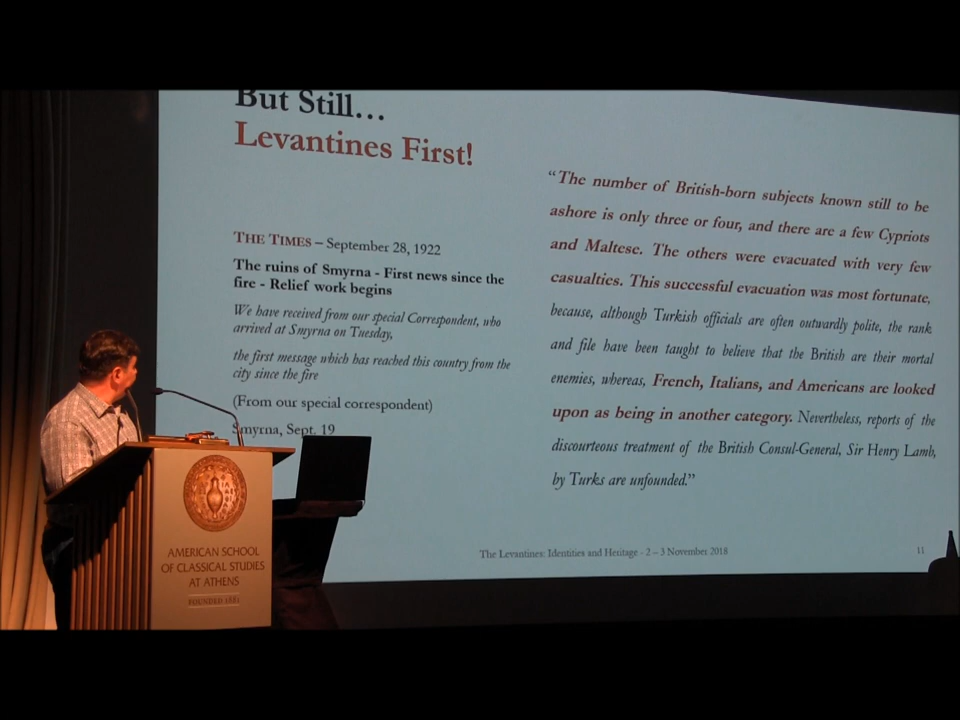 But Still…
Levantines First!
THE TIMES – September 28, 1922
The ruins of Smyrna - First news since the
fire - Relief work begins
We have received from our special Correspondent, who
arrived at Smyrna on Tuesday,
the first message which has reached this country from the
city since the fire
(From our special correspondent)
Smyrna, Sept. 19
“The number of British-born subjects known still to be
ashore is only three or four, and there are a few Cypriots
and Maltese. The others were evacuated with very few
casualties. This successful evacuation was most fortunate,
because, although Turkish officials are often outwardly polite, the rank
and file have been taught to believe that the British are their mortal
enemies, whereas, French, Italians, and Americans are looked
upon as being in another category. Nevertheless, reports of the
discourteous treatment of the British Consul-General, Sir Henry Lamb,
by Turks are unfounded.”
The Levantines: Identities and Heritage - 2 – 3 November 2018
11
AMERICAN SCHOOL
OF CLASSICAL STUDIES
AT ATHENS
FOUNDED 1881